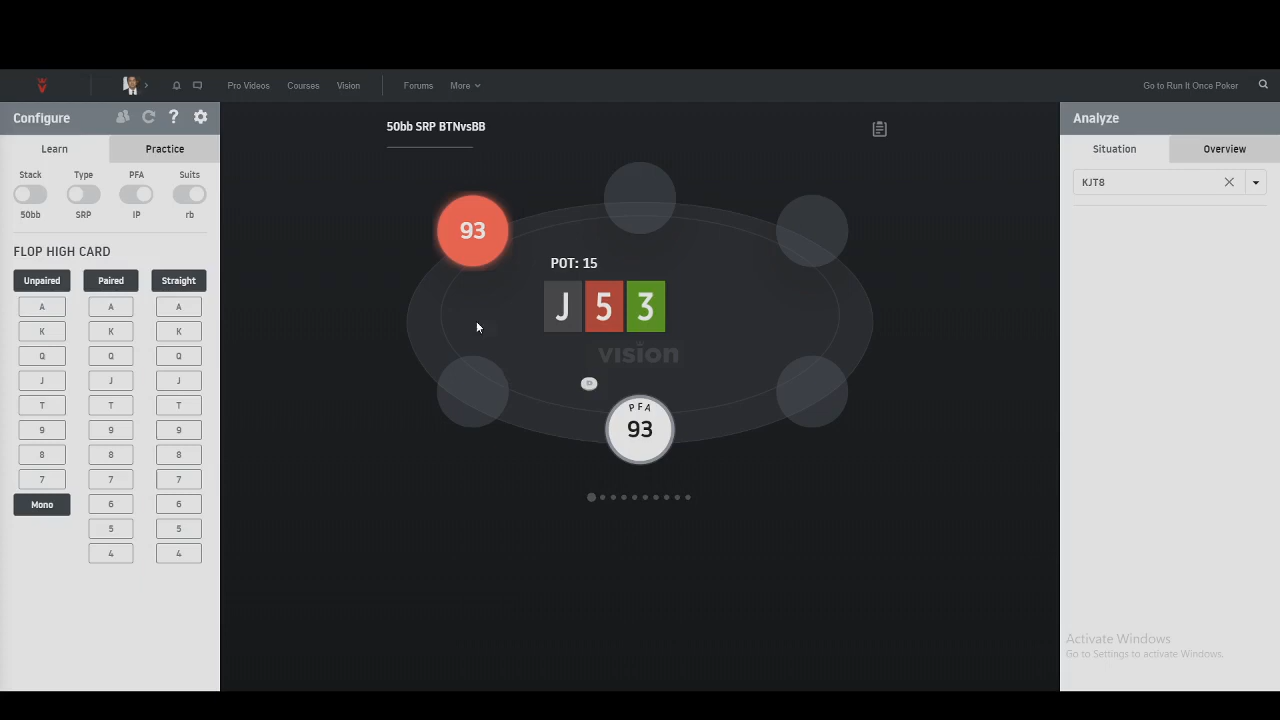 Pro Videos Courses Vision Forums More Go to Run It Once Poker
Configure ?
Learn Practice
Stack Type PFA Suits
50bb SRP IP rb
FLOP HIGH CARD
Unpaired Paired Straight
A A A
K K K
Q Q Q
J J J
T T T
9 9 9
8 8 8
7 7 7
Mono 6 6
5 5
4 4
50bb SRP BTNvsBB
93
POT: 15
J 5 3
vision
D
PFA
93
Analyze
Situation Overview
KJT8
Activate Windows
Go to Settings to activate Windows.